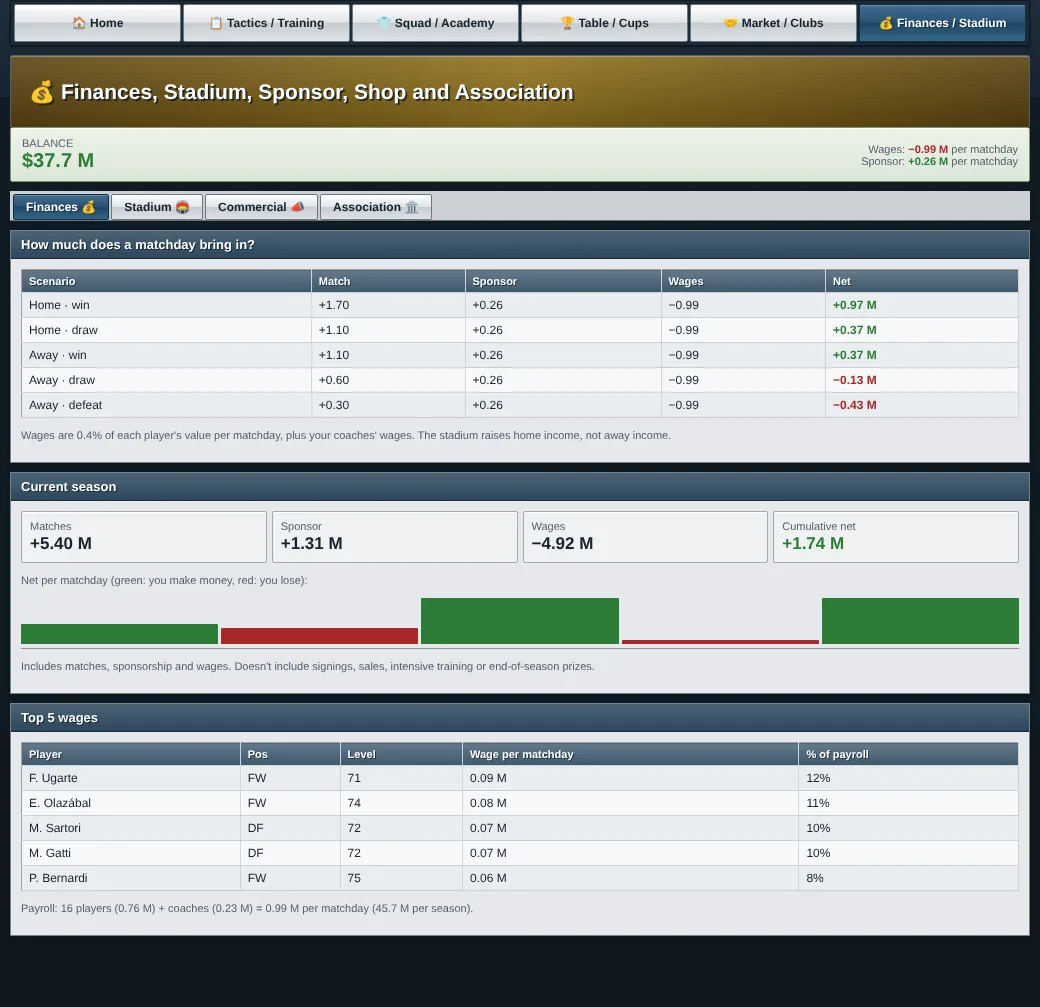 🏠 Home 📋 Tactics / Training 👕 Squad / Academy 🏆 Table / Cups 🤝 Market / Clubs 💰 Finances / Stadium
💰 Finances, Stadium, Sponsor, Shop and Association
BALANCE
$37.7 M
Wages: −0.99 M per matchday
Sponsor: +0.26 M per matchday
Finances 💰 Stadium 🏟️ Commercial 📣 Association 🏛️
How much does a matchday bring in?
Scenario Match Sponsor Wages Net
Home · win +1.70 +0.26 −0.99 +0.97 M
Home · draw +1.10 +0.26 −0.99 +0.37 M
Away · win +1.10 +0.26 −0.99 +0.37 M
Away · draw +0.60 +0.26 −0.99 −0.13 M
Away · defeat +0.30 +0.26 −0.99 −0.43 M
Wages are 0.4% of each player's value per matchday, plus your coaches' wages. The stadium raises home income, not away income.
Current season
Matches Sponsor Wages Cumulative net
+5.40 M +1.31 M −4.92 M +1.74 M
Net per matchday (green: you make money, red: you lose):
Includes matches, sponsorship and wages. Doesn't include signings, sales, intensive training or end-of-season prizes.
Top 5 wages
Player Pos Level Wage per matchday % of payroll
F. Ugarte FW 71 0.09 M 12%
E. Olazábal FW 74 0.08 M 11%
M. Sartori DF 72 0.07 M 10%
M. Gatti DF 72 0.07 M 10%
P. Bernardi FW 75 0.06 M 8%
Payroll: 16 players (0.76 M) + coaches (0.23 M) = 0.99 M per matchday (45.7 M per season).